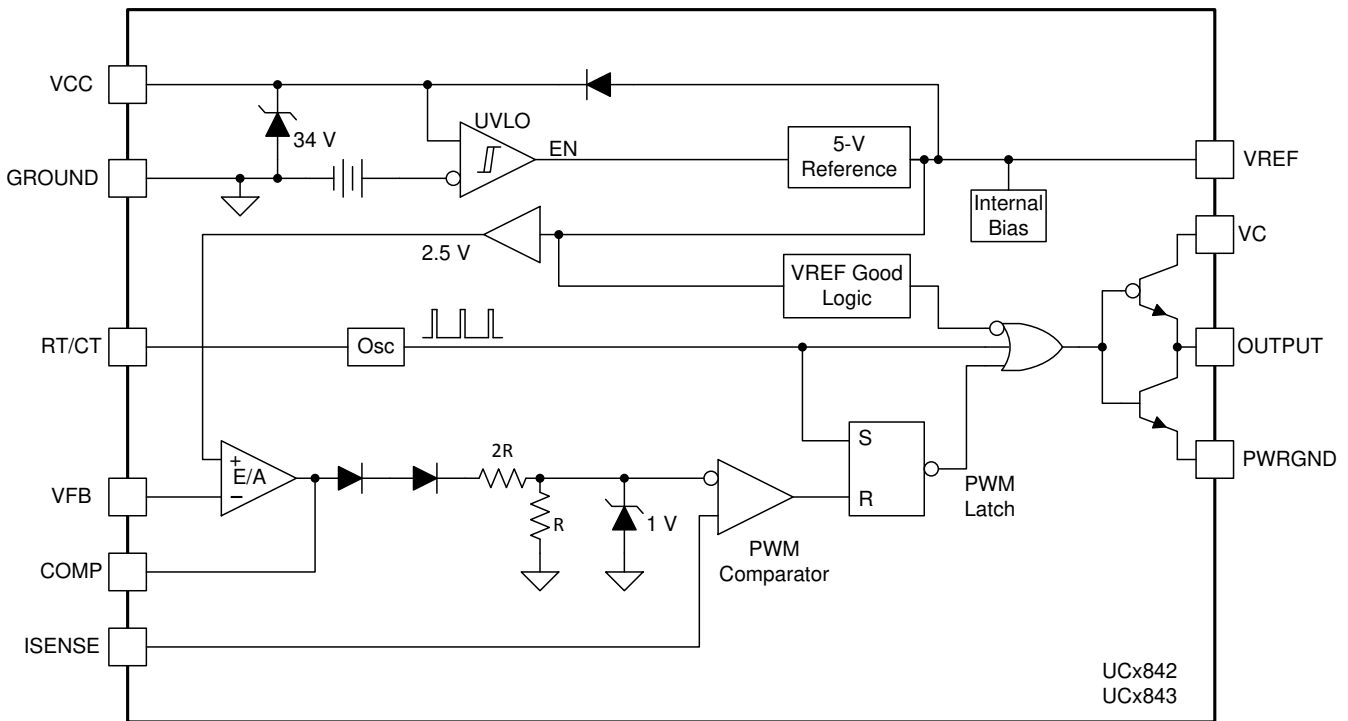 VCC
34 V
UVLO
EN
5-V
Reference
VREF
GROUND
Internal
Bias
VC
2.5 V
VREF Good
Logic
RT/CT
Osc
OUTPUT
S
2R
PWRGND
+
E/A
−
VFB
R
1 V
R
PWM
Latch
COMP
PWM
Comparator
ISENSE
UCx842
UCx843